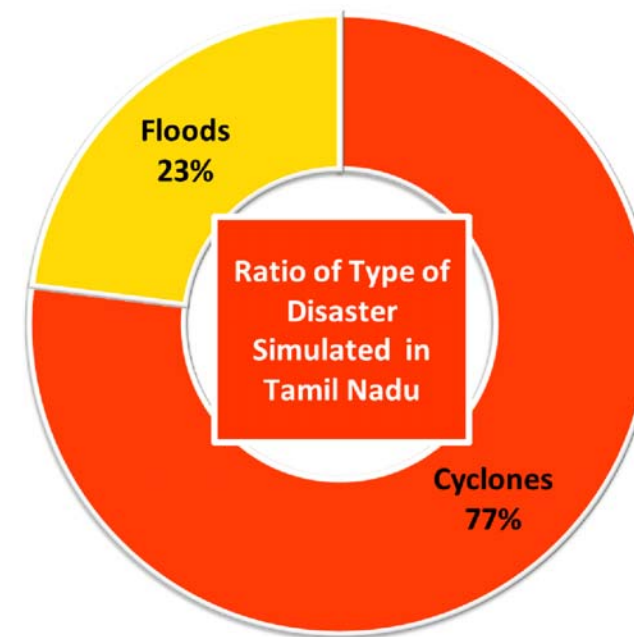 Floods
23%
Ratio of Type of
Disaster
Simulated in
Tamil Nadu
Cyclones
77%